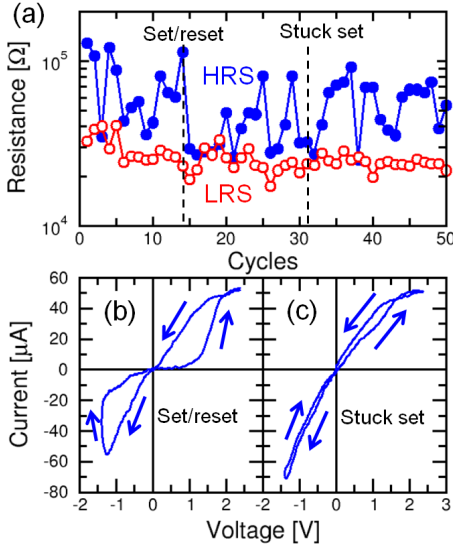 (a)
Set/reset
Stuck set
10^5
HRS
LRS
10^4
Resistance [Ω]
0 10 20 30 40 50
Cycles
60
40
20
0
-20
-40
-60
-80
Current [µA]
(b)
Set/reset
(c)
Stuck set
-2 -1 0 1 2
-2 -1 0 1 2 3
Voltage [V]